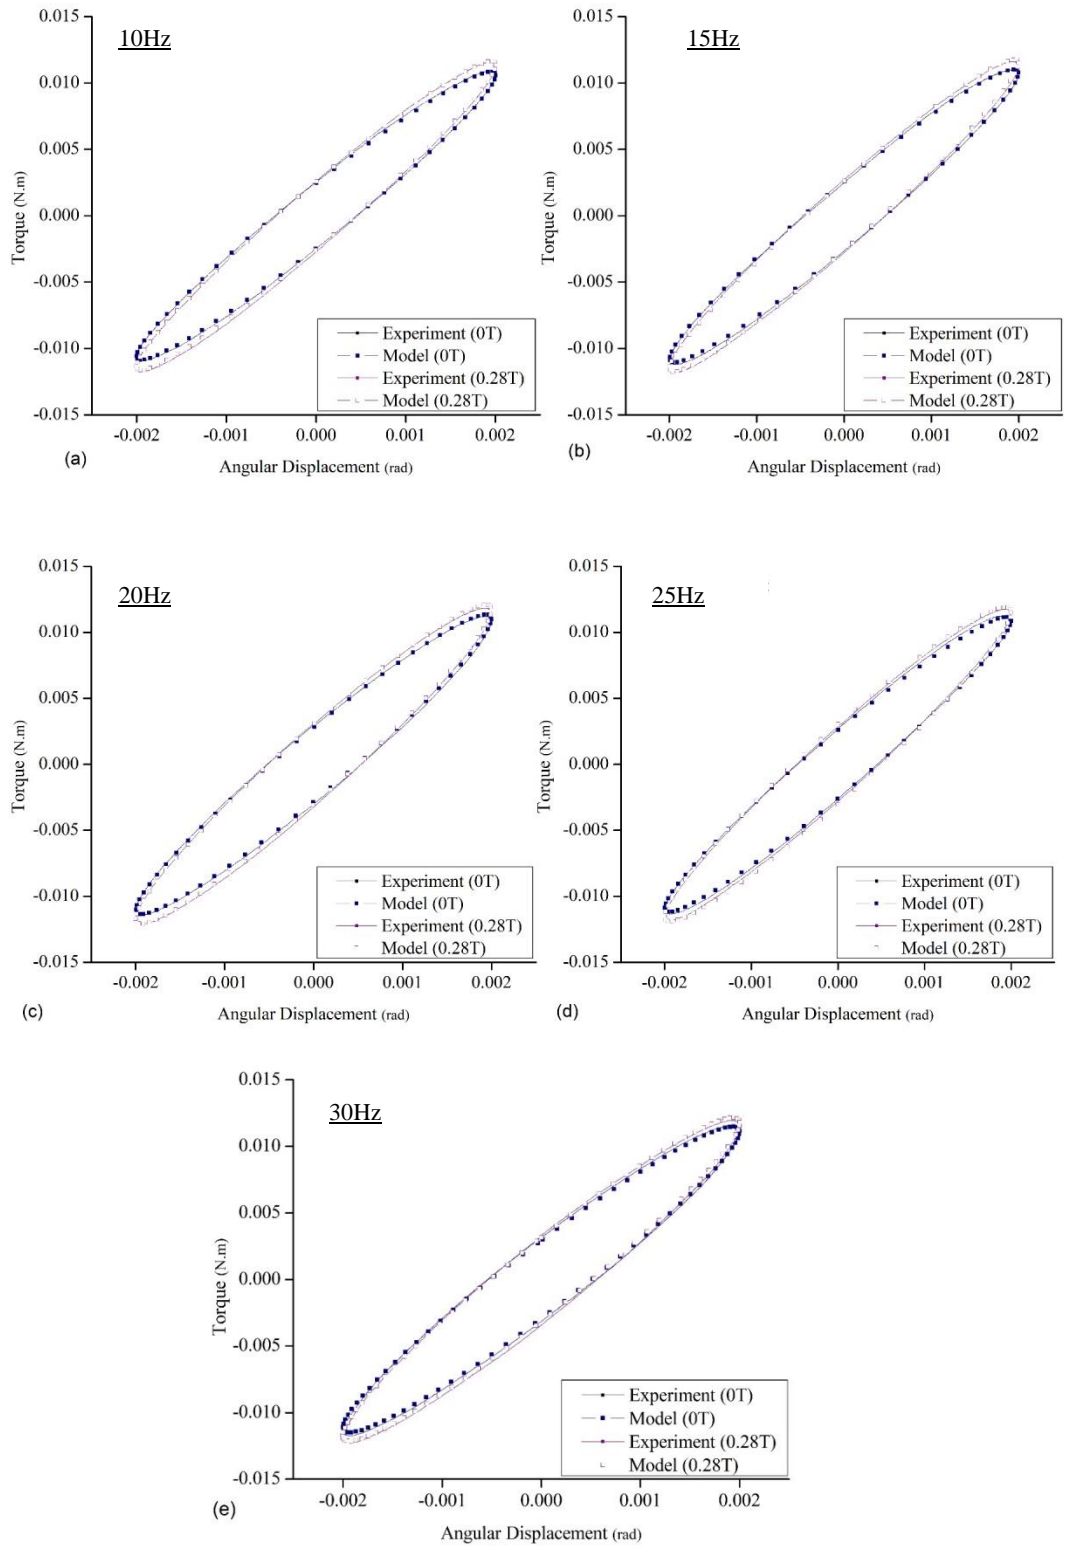 10Hz
0.015
0.010
0.005
0.000
-0.005
-0.010
-0.015
Torque (N.m)
Experiment (0T)
Model (0T)
Experiment (0.28T)
Model (0.28T)
-0.002 -0.001 0.000 0.001 0.002
(a)
Angular Displacement (rad)
15Hz
0.015
0.010
0.005
0.000
-0.005
-0.010
-0.015
Torque (N.m)
Experiment (0T)
Model (0T)
Experiment (0.28T)
Model (0.28T)
-0.002 -0.001 0.000 0.001 0.002
(b)
Angular Displacement (rad)
20Hz
0.015
0.010
0.005
0.000
-0.005
-0.010
-0.015
Torque (N.m)
Experiment (0T)
Model (0T)
Experiment (0.28T)
Model (0.28T)
-0.002 -0.001 0.000 0.001 0.002
(c)
Angular Displacement (rad)
25Hz
0.015
0.010
0.005
0.000
-0.005
-0.010
-0.015
Torque (N.m)
Experiment (0T)
Model (0T)
Experiment (0.28T)
Model (0.28T)
-0.002 -0.001 0.000 0.001 0.002
(d)
Angular Displacement (rad)
30Hz
0.015
0.010
0.005
0.000
-0.005
-0.010
-0.015
Torque (N.m)
Experiment (0T)
Model (0T)
Experiment (0.28T)
Model (0.28T)
-0.002 -0.001 0.000 0.001 0.002
(e)
Angular Displacement (rad)